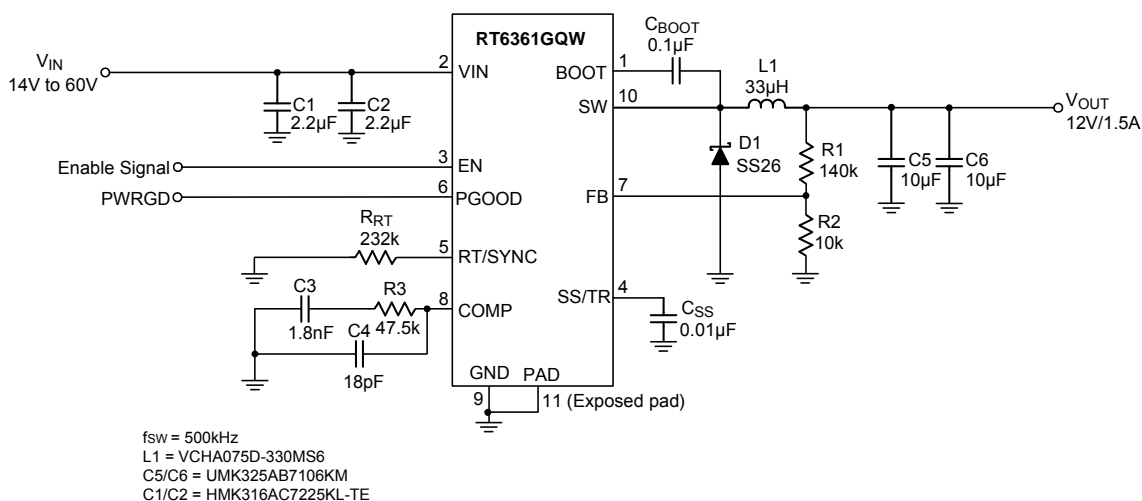 RT6361GQW
CBOOT
0.1µF
VIN
14V to 60V
2
VIN
BOOT
1
L1
33µH
SW
10
VOUT
12V/1.5A
C1
2.2µF
C2
2.2µF
D1
SS26
R1
140k
C5
10µF
C6
10µF
Enable Signal
3
EN
PWRGD
6
PGOOD
FB
7
R2
10k
RRT
232k
5
RT/SYNC
C3
1.8nF
R3
47.5k
8
COMP
SS/TR
4
CSS
0.01µF
C4
18pF
GND
PAD
9
11 (Exposed pad)
fSW = 500kHz
L1 = VCHA075D-330MS6
C5/C6 = UMK325AB7106KM
C1/C2 = HMK316AC7225KL-TE